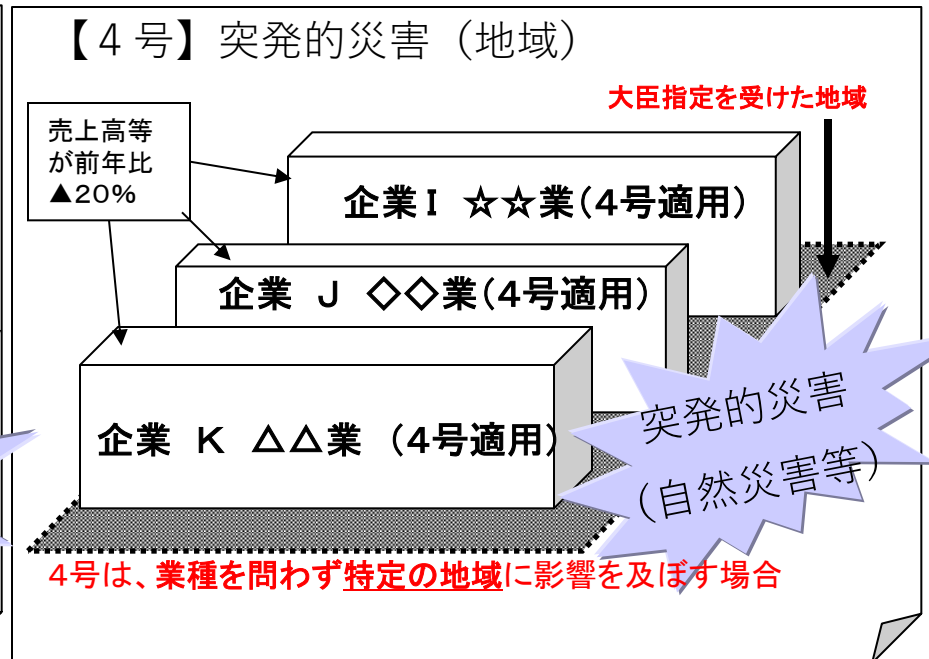 【4号】突発的災害（地域）
大臣指定を受けた地域
売上高等
が前年比
▲20%
企業Ｉ ☆☆業(4号適用)
企業 Ｊ ◇◇業(4号適用)
企業 Ｋ △△業 (4号適用)
突発的災害
(自然災害等)
4号は、業種を問わず特定の地域に影響を及ぼす場合